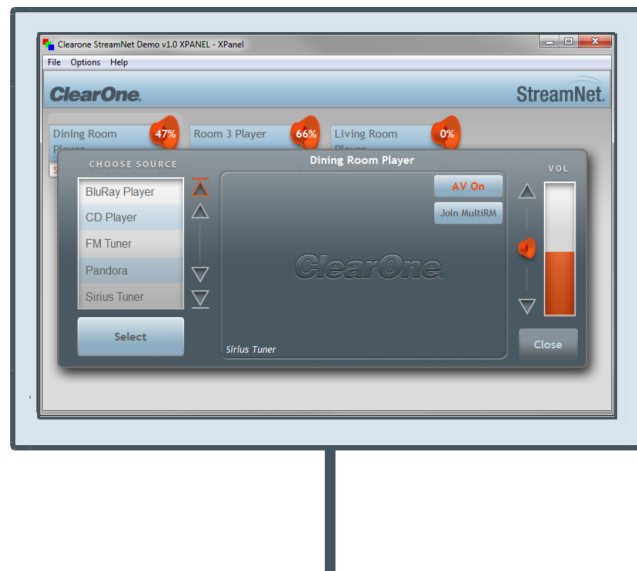 Clearone StreamNet Demo v1.0 XPANEL - XPanel
File Options Help
ClearOne.
StreamNet.
Dining Room
47%
Room 3 Player
66%
Living Room
0%
CHOOSE SOURCE
Dining Room Player
VOL
BluRay Player
CD Player
FM Tuner
Pandora
Sirius Tuner
AV On
Join MultiRM
ClearOne
Select
Sirius Tuner
Close